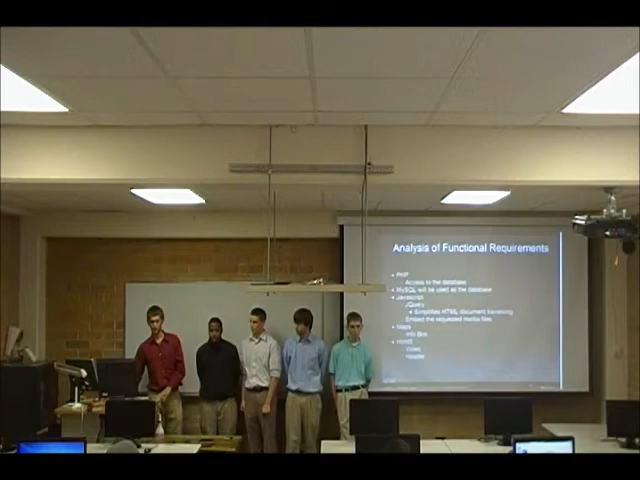 Analysis of Functional Requirements
PHP
Access to the database
MySQL will be used as the database
Javascript
JQuery
Simplifies HTML document traversing
Embed the requested media files
Maps
Info Box
Video
Header